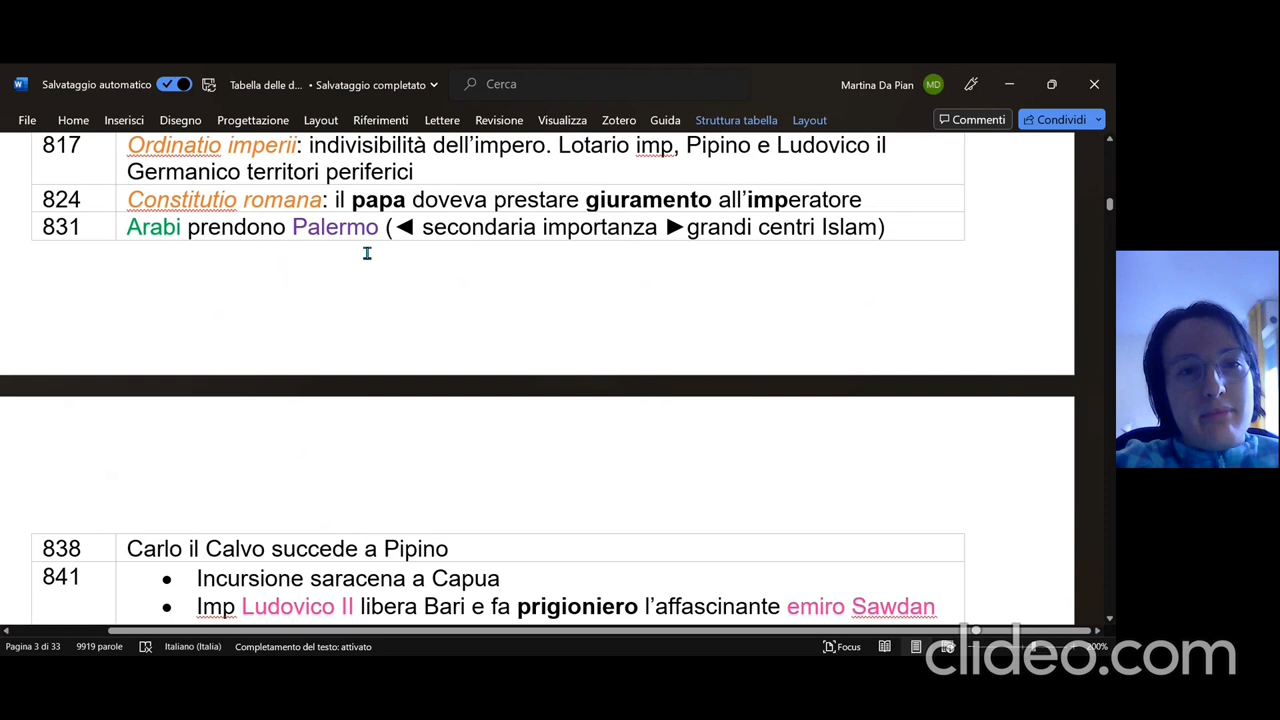 Salvataggio automatico Tabella delle d... • Salvataggio completato Cerca Martina Da Pian MD
File Home Inserisci Disegno Progettazione Layout Riferimenti Lettere Revisione Visualizza Zotero Guida Struttura tabella Layout Commenti Condividi
817 Ordinatio imperii: indivisibilità dell'impero. Lotario imp, Pipino e Ludovico il
Germanico territori periferici
824 Constitutio romana: il papa doveva prestare giuramento all'imperatore
831 Arabi prendono Palermo (◄ secondaria importanza ►grandi centri Islam)
838 Carlo il Calvo succede a Pipino
841 • Incursione saracena a Capua
• Imp Ludovico II libera Bari e fa prigioniero l'affascinante emiro Sawdan
Pagina 3 di 33 9919 parole Italiano (Italia) Completamento del testo: attivato Focus 200%
clideo.com